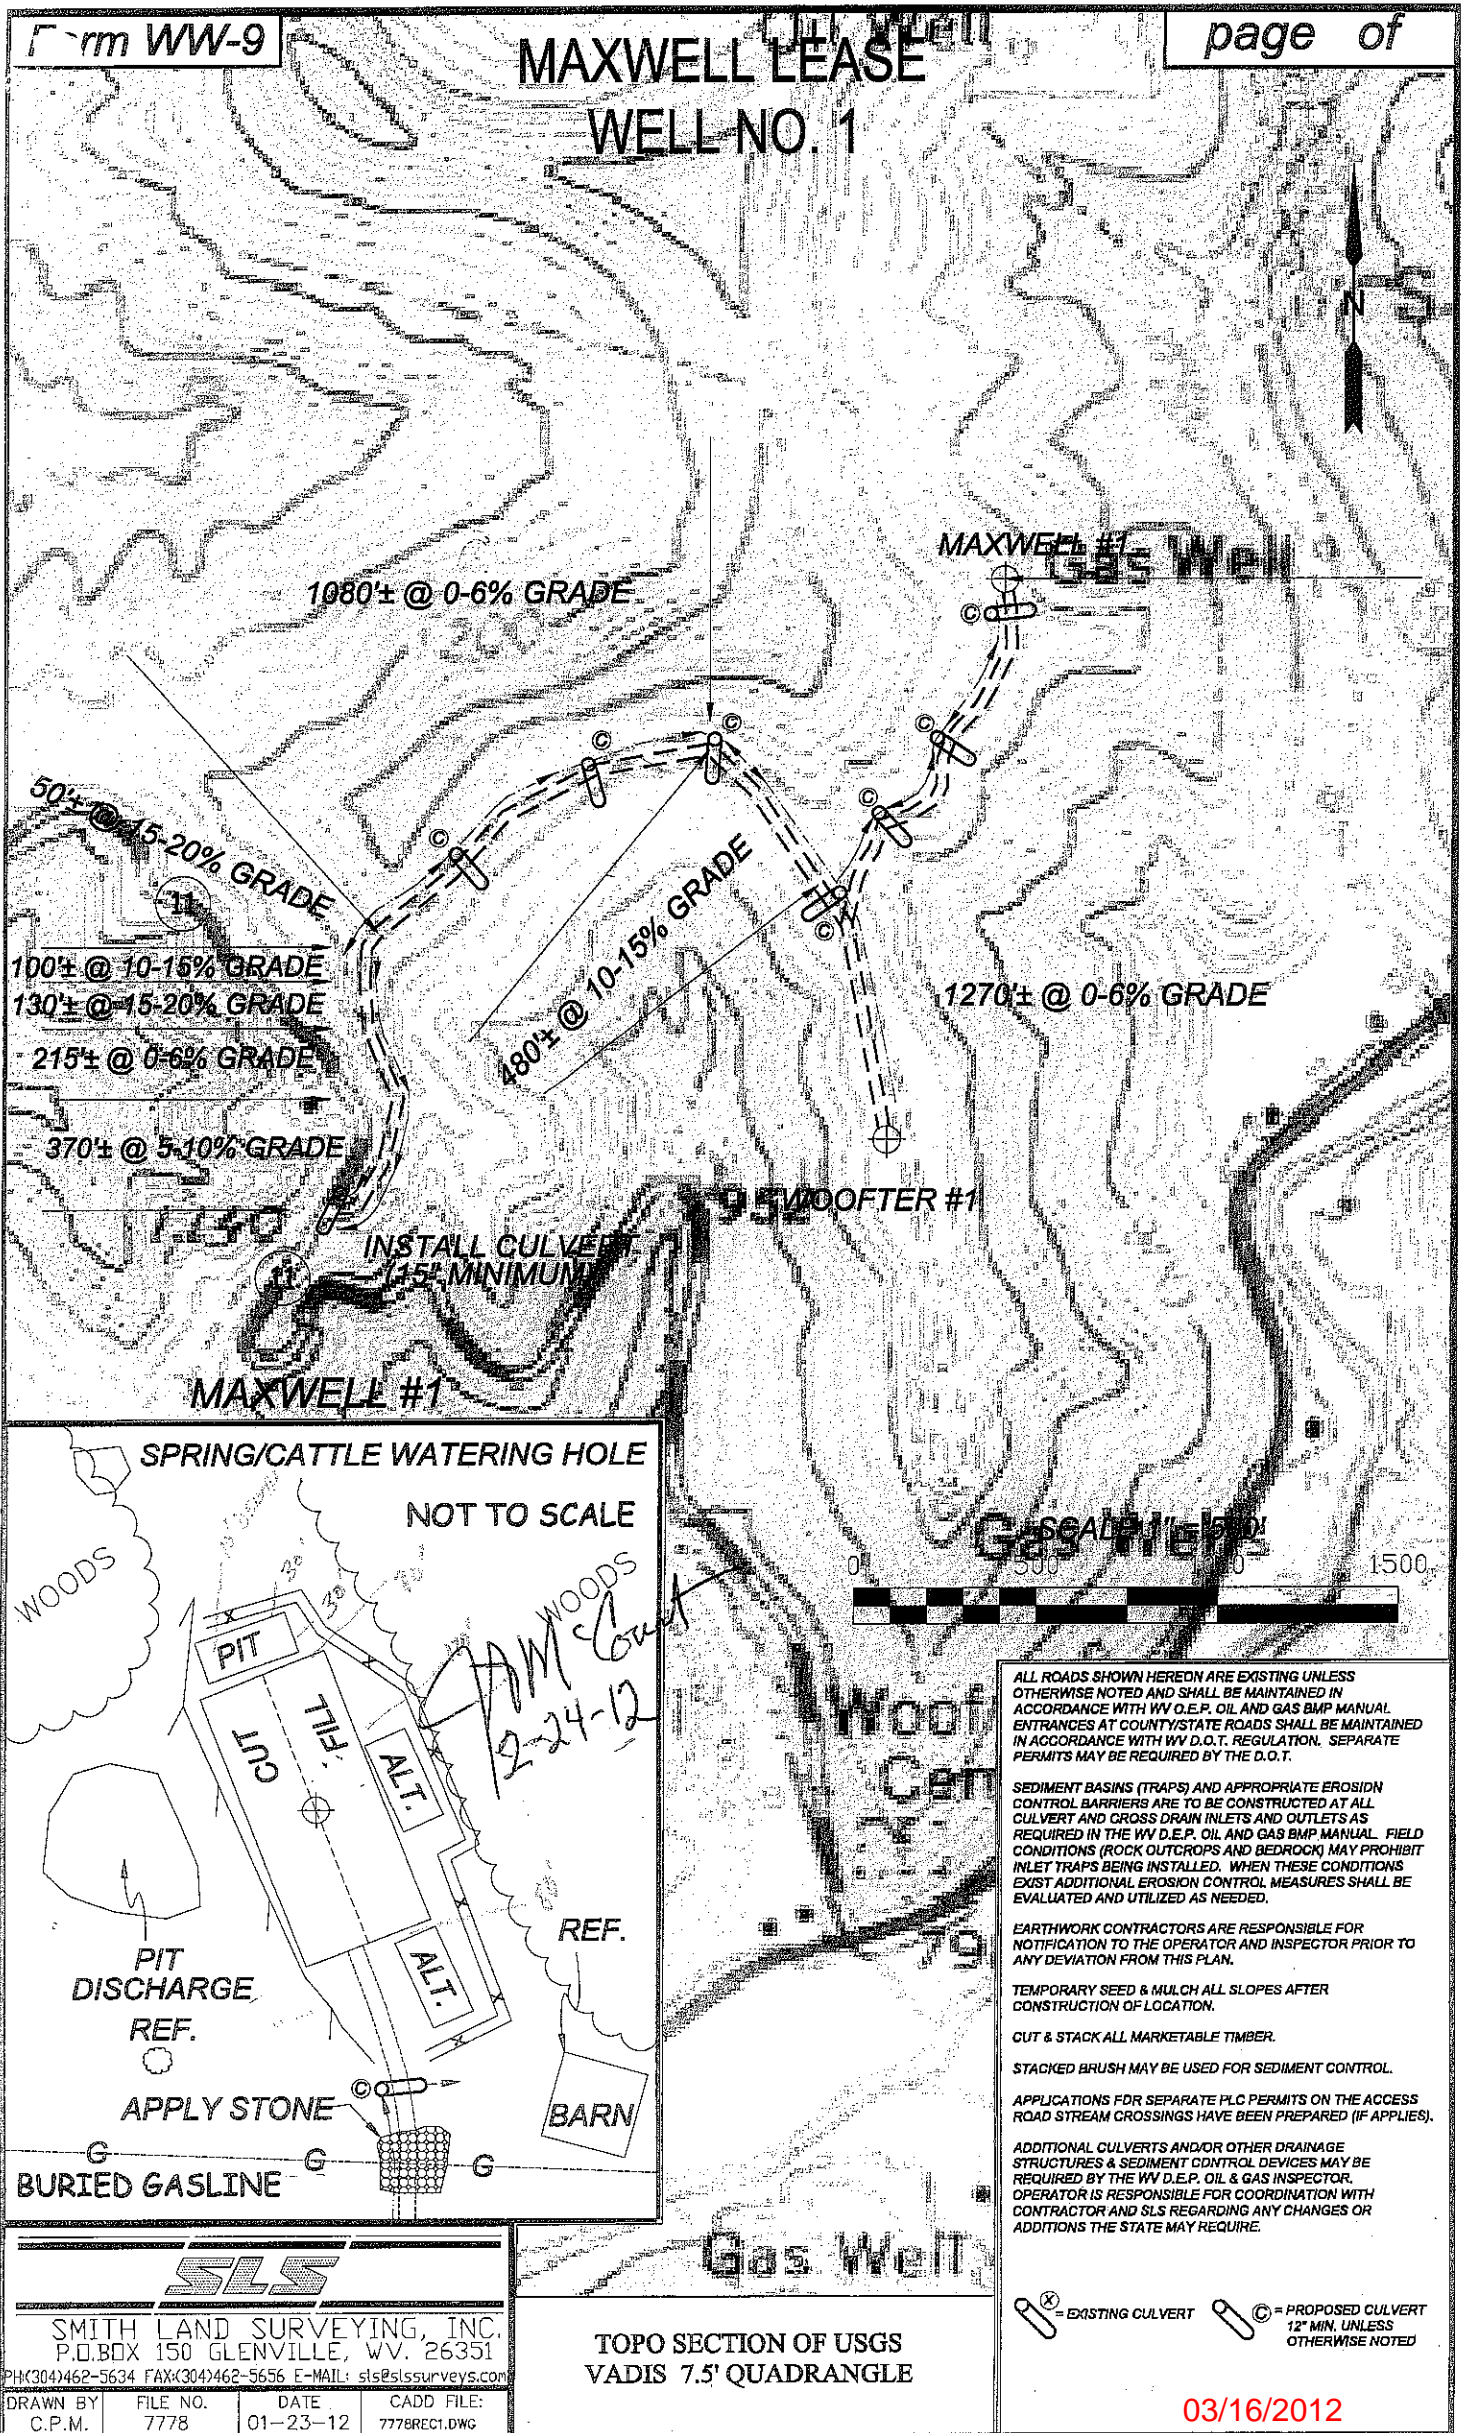 rm WW-9
page of
MAXWELL LEASE
WELL NO. 1
N
MAXWELL #1
Gas Well
©
1080'± @ 0-6% GRADE
©
©
©
©
©
©
50'± @ 15-20% GRADE
11
100'± @ 10-15% GRADE
130'± @ 15-20% GRADE
215'± @ 0-6% GRADE
370'± @ 5-10% GRADE
480'± @ 10-15% GRADE
1270'± @ 0-6% GRADE
WOOFTER #1
INSTALL CULVERT
(15" MINIMUM)
11
MAXWELL #1
SPRING/CATTLE WATERING HOLE
NOT TO SCALE
WOODS
WOODS
30'
30'
70'
PIT
CUT
FILL
ALT.
ALT.
2-24-12
PIT
DISCHARGE
REF.
REF.
APPLY STONE
©
BARN
G G G
BURIED GASLINE
Gas Wells
SCALE 1" = 500'
0 500 1500
Woof
Cem
79
Gas Well
ALL ROADS SHOWN HEREON ARE EXISTING UNLESS
OTHERWISE NOTED AND SHALL BE MAINTAINED IN
ACCORDANCE WITH WV D.E.P. OIL AND GAS BMP MANUAL
ENTRANCES AT COUNTY/STATE ROADS SHALL BE MAINTAINED
IN ACCORDANCE WITH WV D.O.T. REGULATION. SEPARATE
PERMITS MAY BE REQUIRED BY THE D.O.T.
SEDIMENT BASINS (TRAPS) AND APPROPRIATE EROSION
CONTROL BARRIERS ARE TO BE CONSTRUCTED AT ALL
CULVERT AND CROSS DRAIN INLETS AND OUTLETS AS
REQUIRED IN THE WV D.E.P. OIL AND GAS BMP MANUAL. FIELD
CONDITIONS (ROCK OUTCROPS AND BEDROCK) MAY PROHIBIT
INLET TRAPS BEING INSTALLED. WHEN THESE CONDITIONS
EXIST ADDITIONAL EROSION CONTROL MEASURES SHALL BE
EVALUATED AND UTILIZED AS NEEDED.
EARTHWORK CONTRACTORS ARE RESPONSIBLE FOR
NOTIFICATION TO THE OPERATOR AND INSPECTOR PRIOR TO
ANY DEVIATION FROM THIS PLAN.
TEMPORARY SEED & MULCH ALL SLOPES AFTER
CONSTRUCTION OF LOCATION.
CUT & STACK ALL MARKETABLE TIMBER.
STACKED BRUSH MAY BE USED FOR SEDIMENT CONTROL.
APPLICATIONS FOR SEPARATE PLC PERMITS ON THE ACCESS
ROAD STREAM CROSSINGS HAVE BEEN PREPARED (IF APPLIES).
ADDITIONAL CULVERTS AND/OR OTHER DRAINAGE
STRUCTURES & SEDIMENT CONTROL DEVICES MAY BE
REQUIRED BY THE WV D.E.P. OIL & GAS INSPECTOR.
OPERATOR IS RESPONSIBLE FOR COORDINATION WITH
CONTRACTOR AND SLS REGARDING ANY CHANGES OR
ADDITIONS THE STATE MAY REQUIRE.
Ⓧ = EXISTING CULVERT
© = PROPOSED CULVERT
12" MIN. UNLESS
OTHERWISE NOTED
SLS
SMITH LAND SURVEYING, INC.
P.O.BOX 150 GLENVILLE, WV. 26351
PH:(304)462-5634 FAX:(304)462-5656 E-MAIL: sls@slssurveys.com
DRAWN BY FILE NO. DATE CADD FILE:
C.P.M. 7778 01-23-12 7778REC1.DWG
TOPO SECTION OF USGS
VADIS 7.5' QUADRANGLE
03/16/2012